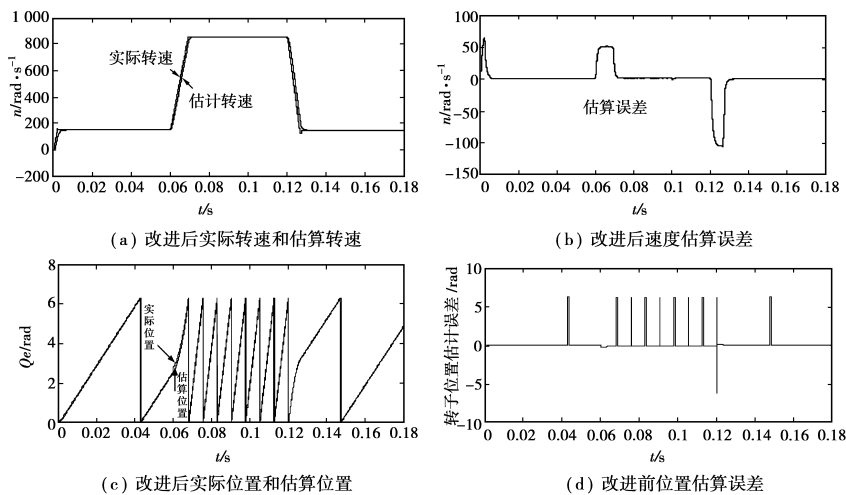 1 000
800
600
400
200
0
−200
n/rad·s⁻¹
实际转速
估计转速
0 0.02 0.04 0.06 0.08 0.10 0.12 0.14 0.16 0.18
t/s
(a) 改进后实际转速和估算转速
100
50
0
−50
−100
−150
n/rad·s⁻¹
估算误差
0 0.02 0.04 0.06 0.08 0.1 0.12 0.14 0.16 0.18
t/s
(b) 改进后速度估算误差
8
6
4
2
0
Qe/rad
实际位置
估算位置
0 0.02 0.04 0.06 0.08 0.10 0.12 0.14 0.16 0.18
t/s
(c) 改进后实际位置和估算位置
10
5
0
−5
−10
转子位置估计误差/rad
0 0.02 0.04 0.06 0.08 0.10 0.12 0.14 0.16 0.18
t/s
(d) 改进前位置估算误差